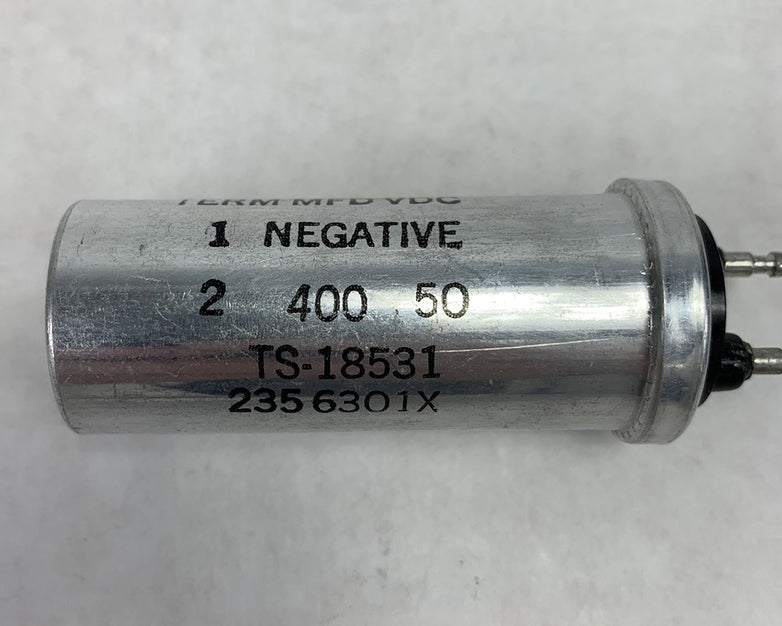 TERM MFD VDC
1 NEGATIVE
2 400 50
TS-18531
235 6301X